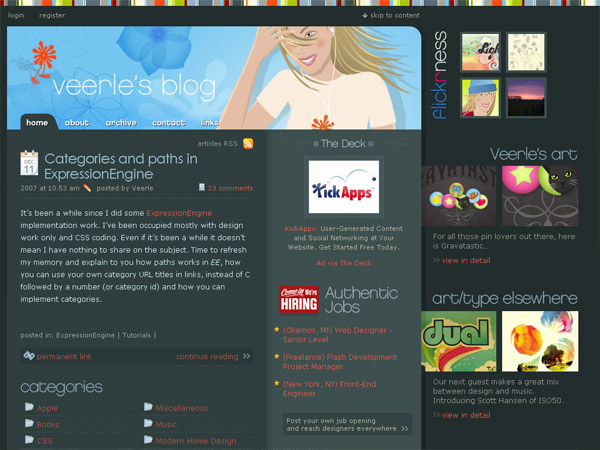 login register
skip to content
veerle's blog
home about archive contact links
articles RSS
DEC
11
Categories and paths in
ExpressionEngine
2007 at 10.53 am posted by Veerle
23 comments
It's been a while since I did some ExpressionEngine
implementation work. I've been occupied mostly with design
work only and CSS coding. Even if it's been a while it doesn't
mean I have nothing to share on the subject. Time to refresh
my memory and explain to you how paths works in EE, how
you can use your own category URL titles in links, instead of C
followed by a number (or category id) and how you can
implement categories.
posted in: ExpressionEngine | Tutorials |
permanent link
continue reading
categories
Apple
Books
CSS
Miscellaneous
Music
Modern Home Design
The Deck
KickApps
KickApps: User-Generated Content
and Social Networking at Your
Website. Get Started Free Today.
Ad via The Deck
Come in, We're
HIRING
Authentic
Jobs
(Okemos, MI) Web Designer -
Senior Level
(Freelance) Flash Development
Project Manager
(New York, NY) Front-End
Engineer
Post your own job opening
and reach designers everywhere
Flickrness
Veerle's art
For all those pin lovers out there, here
is Gravatastic..
view in detail
art/type elsewhere
dual
Our next guest makes a great mix
between design and music.
Introducing Scott Hansen of ISO50.
view in detail